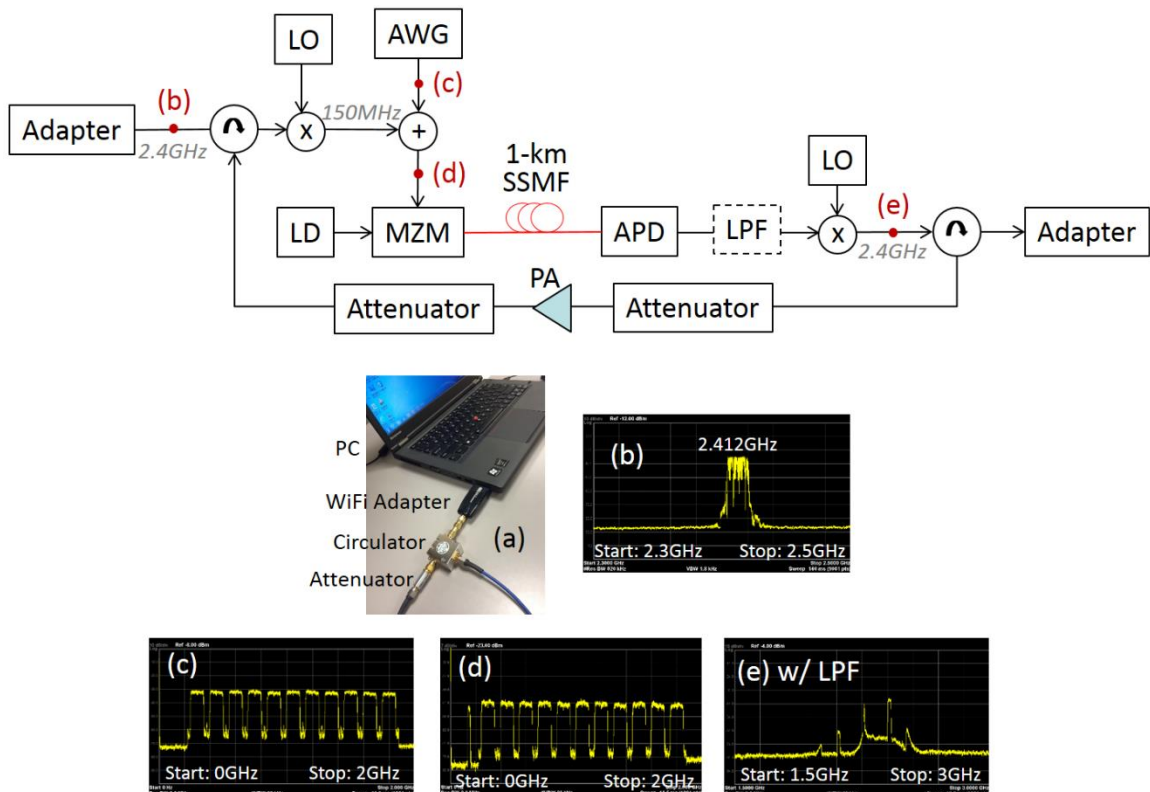 LO
AWG
(c)
(b)
150MHz
Adapter
X
+
2.4GHz
(d)
1-km
SSMF
LO
(e)
LD
MZM
APD
LPF
X
2.4GHz
Adapter
PA
Attenuator
Attenuator
PC
WiFi Adapter
Circulator
Attenuator
(a)
(b)
2.412GHz
Start: 2.3GHz
Stop: 2.5GHz
(c)
Start: 0GHz
Stop: 2GHz
(d)
Start: 0GHz
Stop: 2GHz
(e) w/ LPF
Start: 1.5GHz
Stop: 3GHz